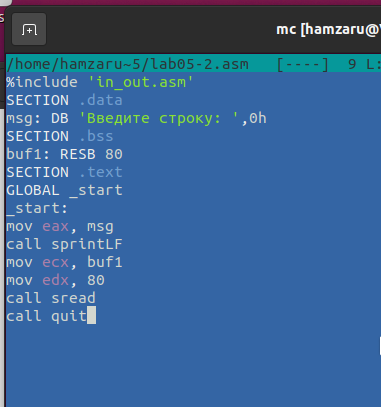 mc [hamzaru@
/home/hamzaru~5/lab05-2.asm [----] 9 L:
%include 'in_out.asm'
SECTION .data
msg: DB 'Введите строку: ',0h
SECTION .bss
buf1: RESB 80
SECTION .text
GLOBAL _start
_start:
mov eax, msg
call sprintLF
mov ecx, buf1
mov edx, 80
call sread
call quit